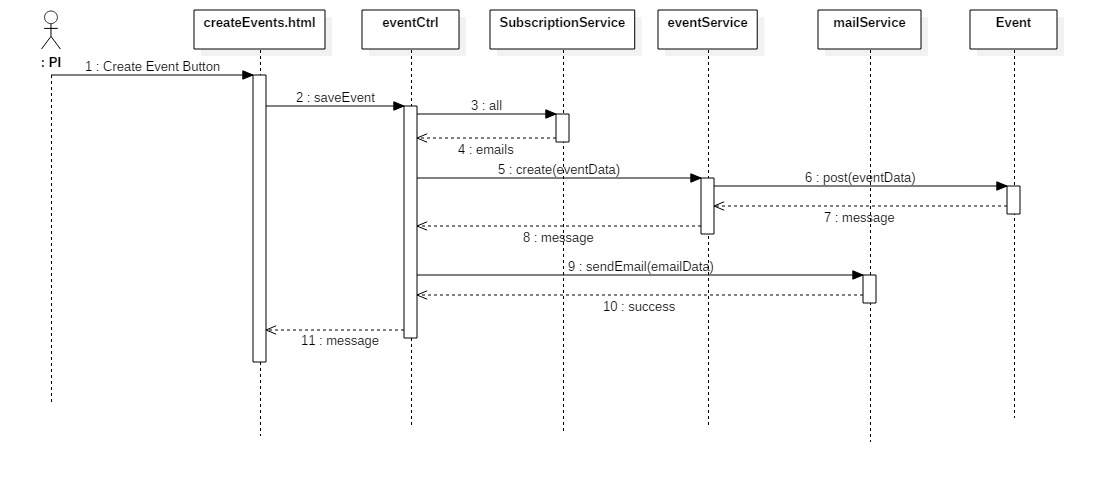 createEvents.html
eventCtrl
SubscriptionService
eventService
mailService
Event
: PI
1 : Create Event Button
2 : saveEvent
3 : all
4 : emails
5 : create(eventData)
6 : post(eventData)
7 : message
8 : message
9 : sendEmail(emailData)
10 : success
11 : message